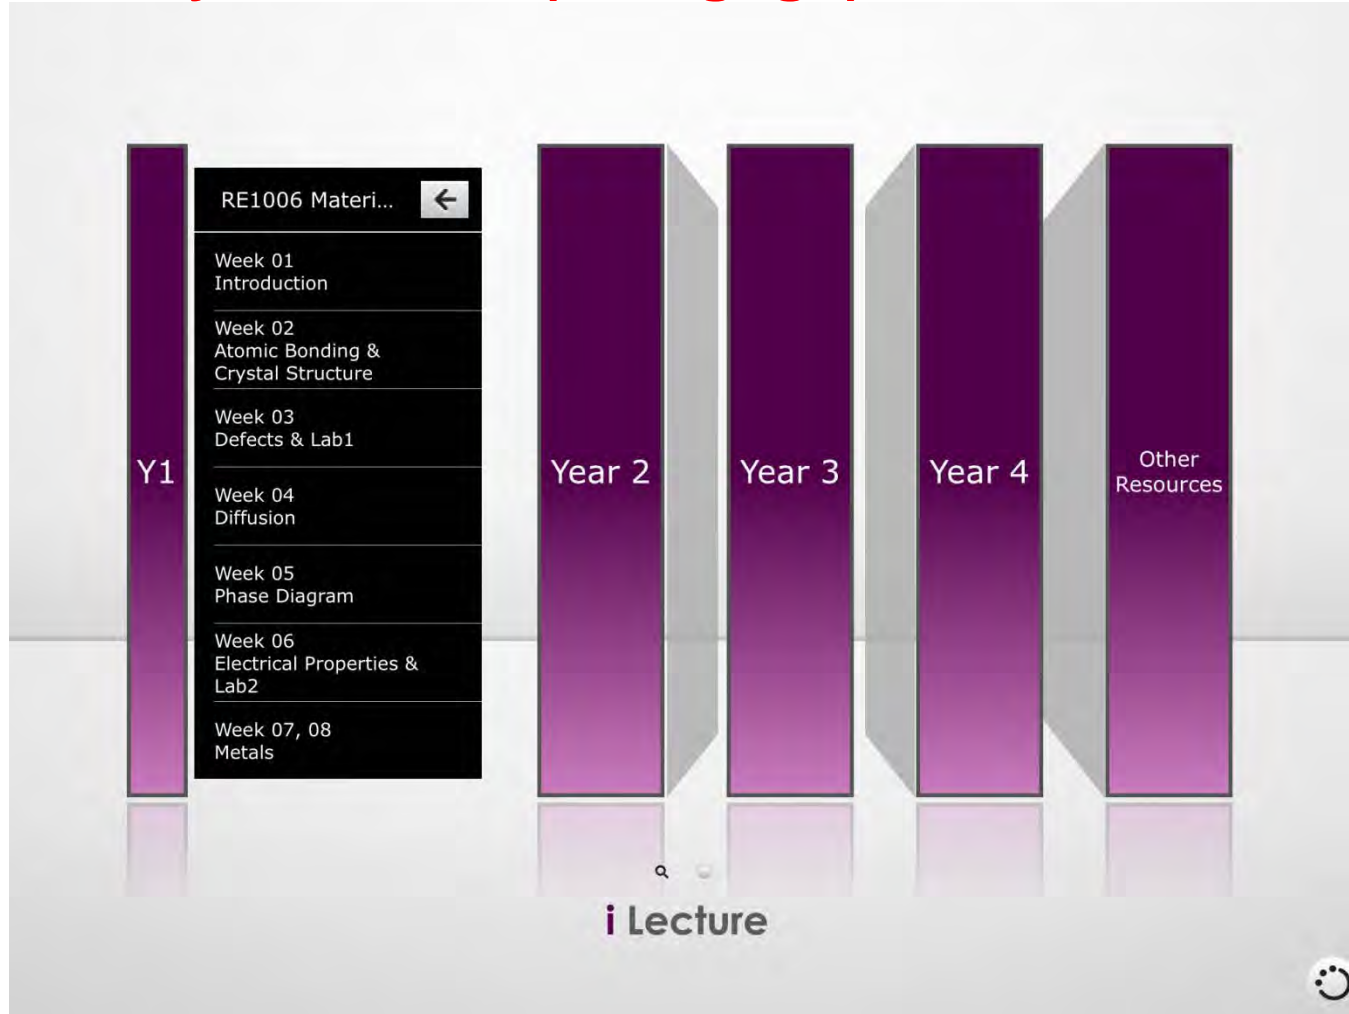 Y1
RE1006 Materi...
Week 01
Introduction
Week 02
Atomic Bonding &
Crystal Structure
Week 03
Defects & Lab1
Week 04
Diffusion
Week 05
Phase Diagram
Week 06
Electrical Properties &
Lab2
Week 07, 08
Metals
Year 2
Year 3
Year 4
Other
Resources
i Lecture